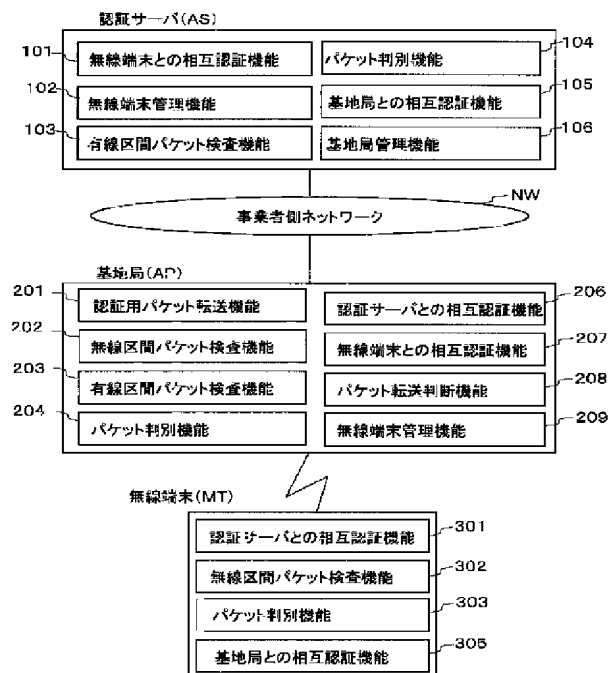 認証サーバ(AS)
101 無線端末との相互認証機能 パケット判別機能 104
102 無線端末管理機能 基地局との相互認証機能 105
103 有線区間パケット検査機能 基地局管理機能 106
事業者側ネットワーク NW
基地局(AP)
201 認証用パケット転送機能 認証サーバとの相互認証機能 206
202 無線区間パケット検査機能 無線端末との相互認証機能 207
203 有線区間パケット検査機能 パケット転送判断機能 208
204 パケット判別機能 無線端末管理機能 209
無線端末(MT)
認証サーバとの相互認証機能 301
無線区間パケット検査機能 302
パケット判別機能 303
基地局との相互認証機能 305